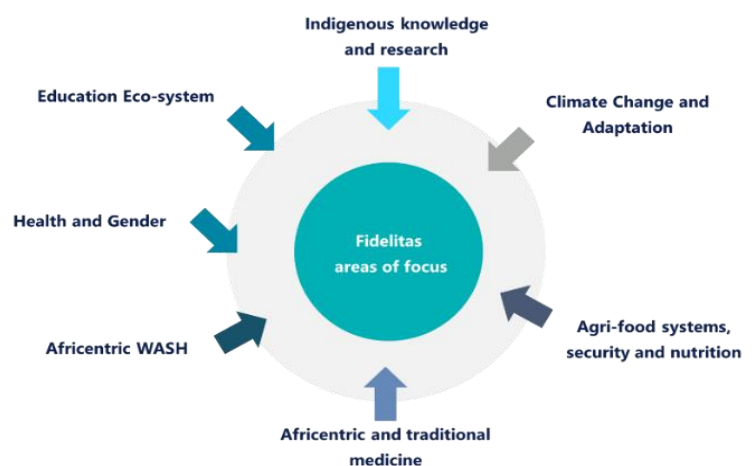 Indigenous knowledge
and research
Education Eco-system
Climate Change and
Adaptation
Health and Gender
Fidelitas
areas of focus
Africentric WASH
Agri-food systems,
security and nutrition
Africentric and traditional
medicine